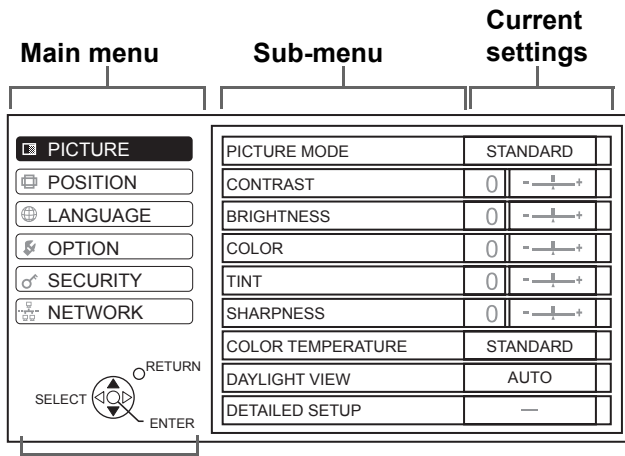 Main menu
Sub-menu
Current
settings
PICTURE
POSITION
LANGUAGE
OPTION
SECURITY
NETWORK
RETURN
SELECT
ENTER
PICTURE MODE STANDARD
CONTRAST 0 - +
BRIGHTNESS 0 - +
COLOR 0 - +
TINT 0 - +
SHARPNESS 0 - +
COLOR TEMPERATURE STANDARD
DAYLIGHT VIEW AUTO
DETAILED SETUP —